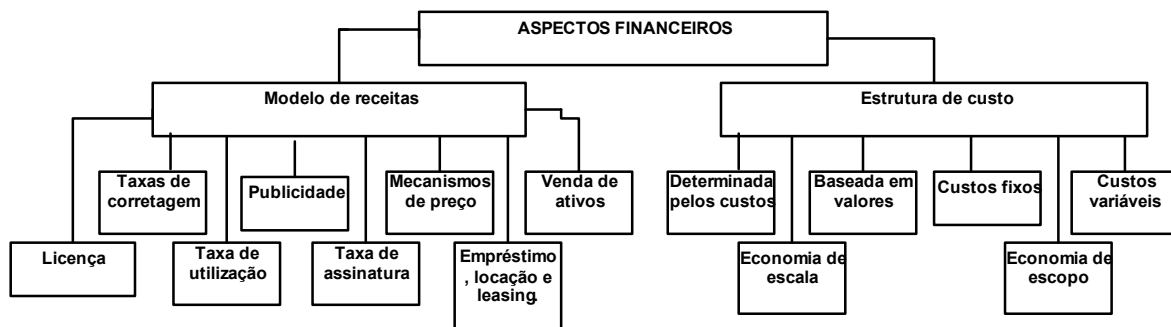 ASPECTOS FINANCEIROS
Modelo de receitas
Estrutura de custo
Taxas de
corretagem
Publicidade
Mecanismos
de preço
Venda de
ativos
Determinada
pelos custos
Baseada em
valores
Custos fixos
Custos
variáveis
Licença
Taxa de
utilização
Taxa de
assinatura
Empréstimo
, locação e
leasing.
Economia de
escala
Economia de
escopo